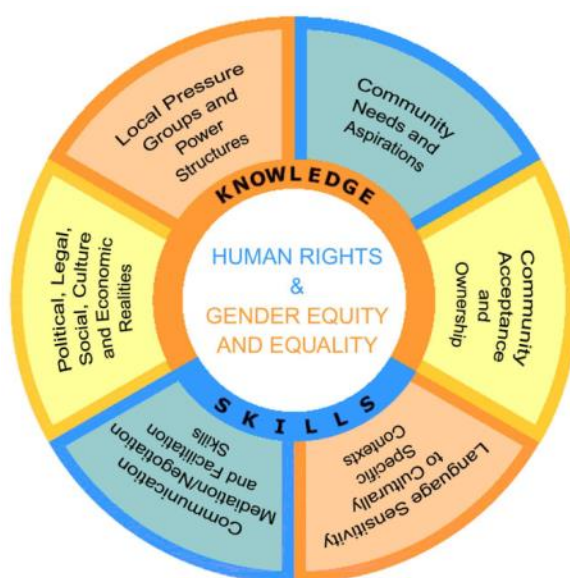 Local Pressure
Groups and
Power
Structures
Community
Needs and
Aspirations
KNOWLEDGE
Political, Legal,
Social, Culture
and Economic
Realities
HUMAN RIGHTS
&
GENDER EQUITY
AND EQUALITY
Community
Acceptance
and
Ownership
SKILLS
Communication
Mediation/Negotiation
and Facilitation
Skills
Language Sensitivity
to Culturally
Specific
Contexts